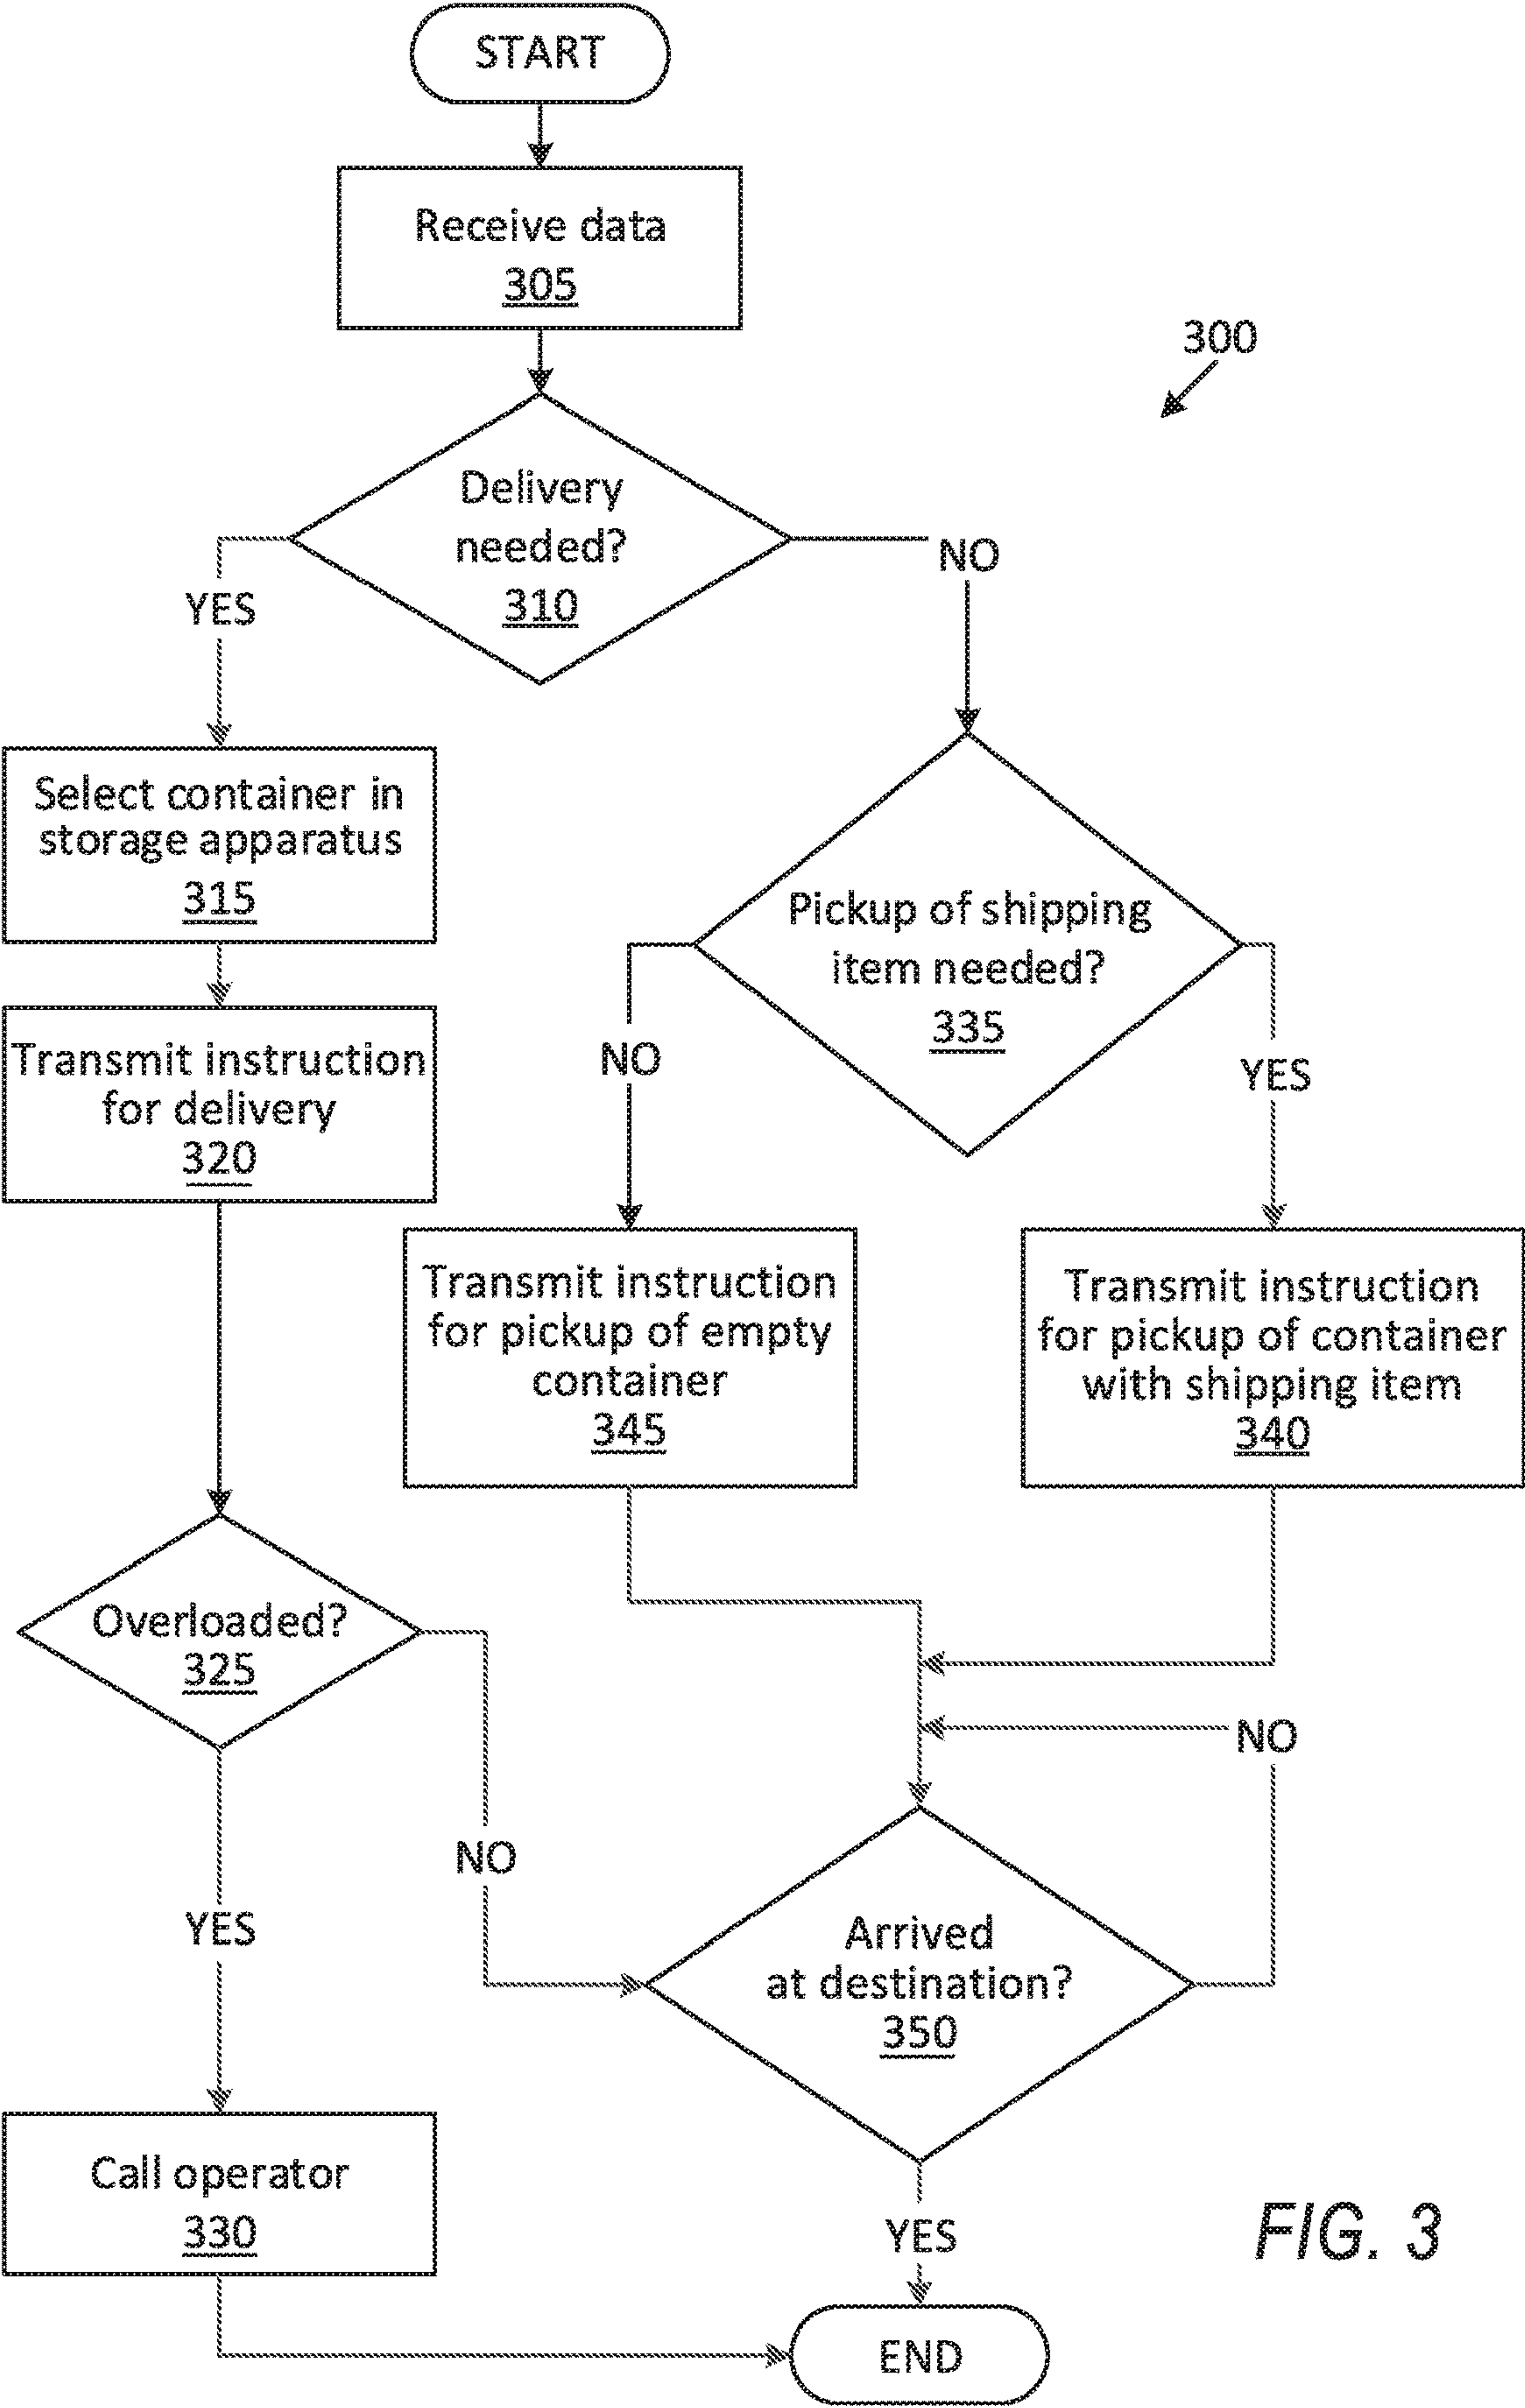 START
Receive data
305
300
Delivery
needed?
310
YES
NO
Select container in
storage apparatus
315
Pickup of shipping
item needed?
335
Transmit instruction
for delivery
320
NO
YES
Transmit instruction
for pickup of empty
container
345
Transmit instruction
for pickup of container
with shipping item
340
Overloaded?
325
NO
NO
YES
Arrived
at destination?
350
Call operator
330
YES
FIG. 3
END